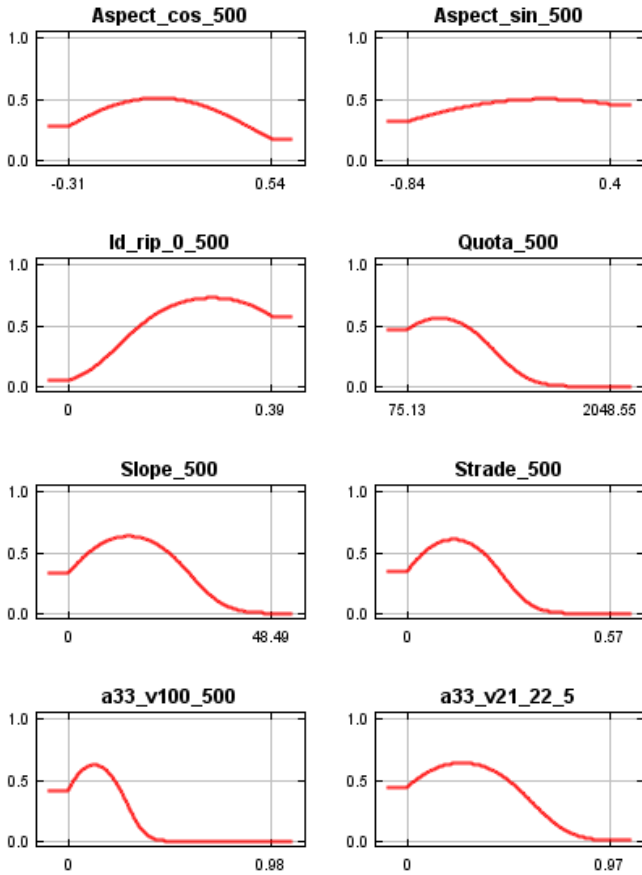 Aspect_cos_500 Aspect_sin_500
1.0 1.0
0.5 0.5
0.0 0.0
-0.31 0.54 -0.84 0.4
Id_rip_0_500 Quota_500
1.0 1.0
0.5 0.5
0.0 0.0
0 0.39 75.13 2048.55
Slope_500 Strade_500
1.0 1.0
0.5 0.5
0.0 0.0
0 48.49 0 0.57
a33_v100_500 a33_v21_22_5
1.0 1.0
0.5 0.5
0.0 0.0
0 0.98 0 0.97